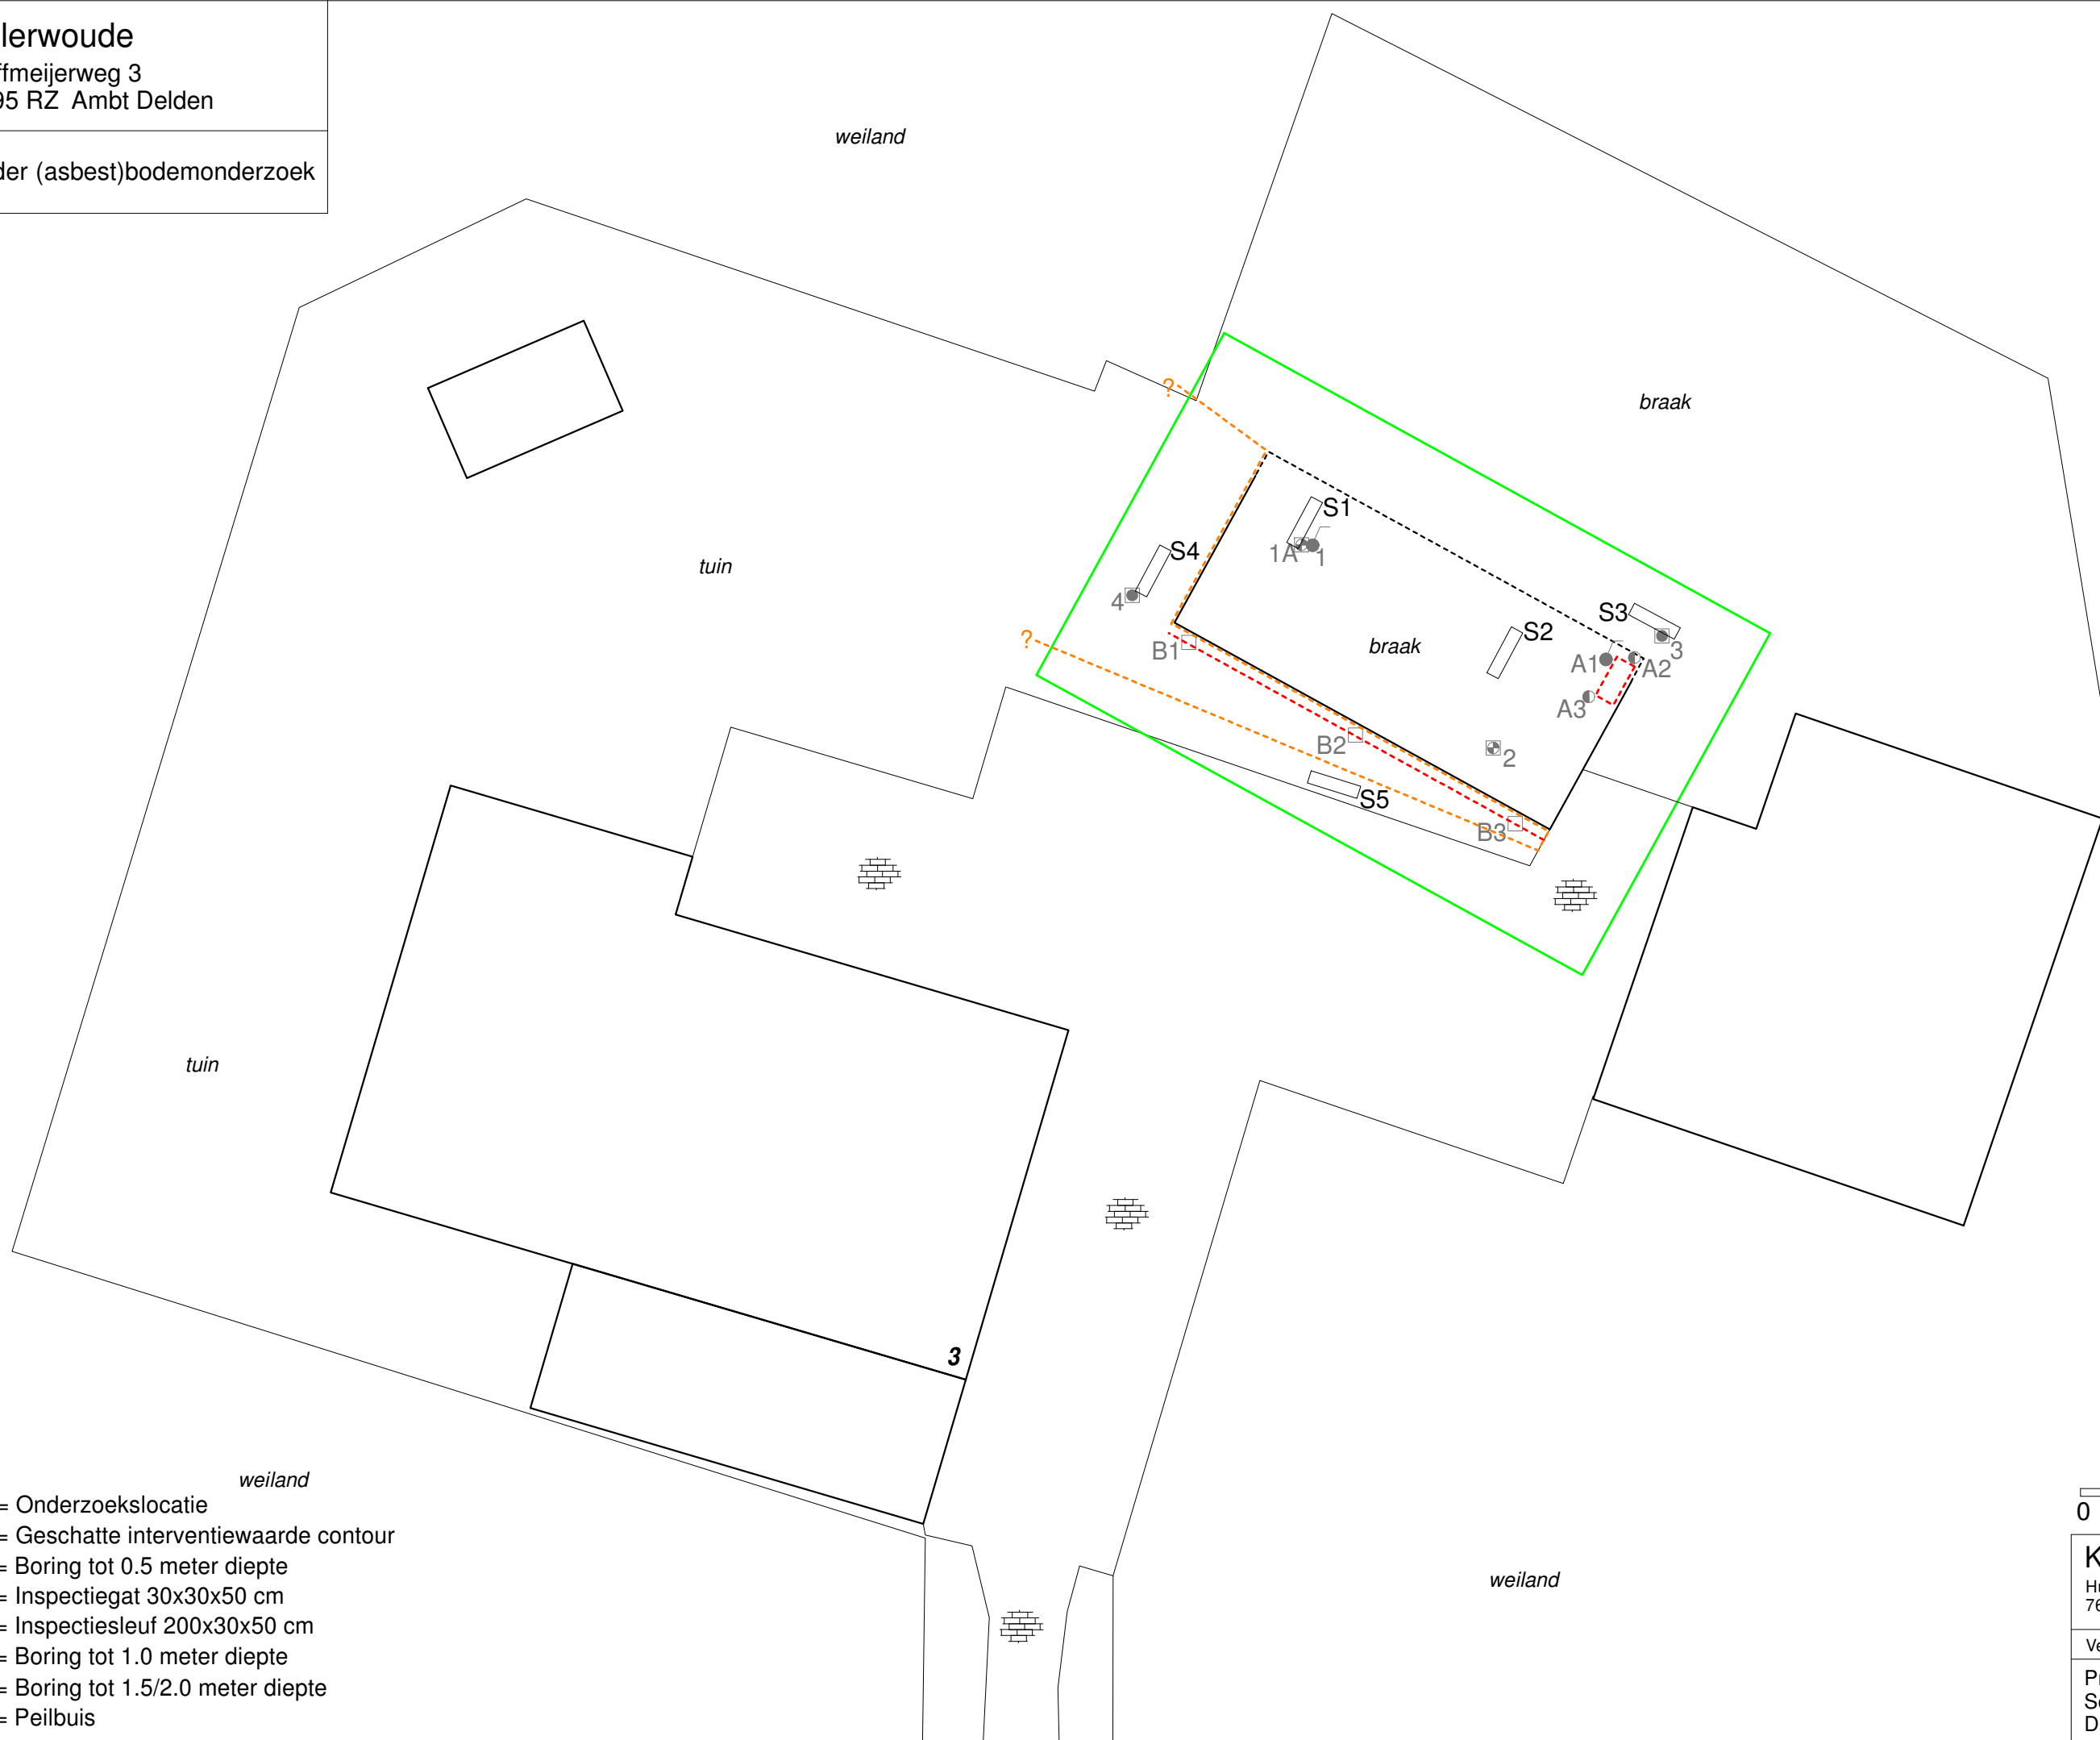 lerwoude
ffmeijerweg 3
95 RZ Ambt Delden
der (asbest)bodemonderzoek
weiland
braak
?
S1
1A
1
S4
4
tuin
S3
3
S2
braak
A1
A2
A3
?
B1
B2
2
S5
B3
tuin
3
weiland
= Onderzoekslocatie
= Geschatte interventiewaarde contour
= Boring tot 0.5 meter diepte
= Inspectiegat 30x30x50 cm
= Inspectiesleuf 200x30x50 cm
= Boring tot 1.0 meter diepte
= Boring tot 1.5/2.0 meter diepte
= Peilbuis
weiland
0
K
Hu
76
Ve
P
S
D